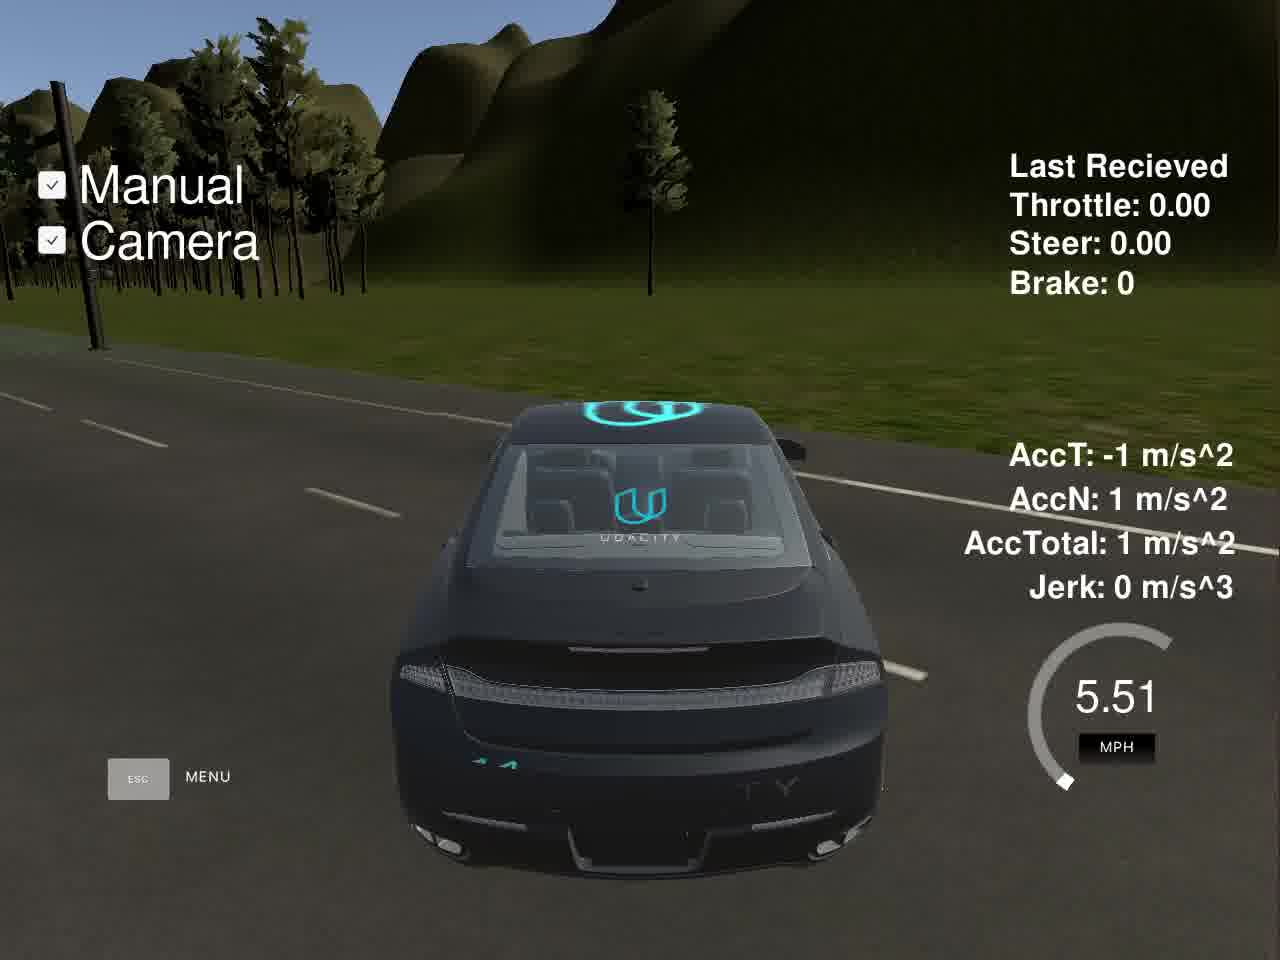 Manual
Camera
Last Recieved
Throttle: 0.00
Steer: 0.00
Brake: 0
AccT: -1 m/s^2
AccN: 1 m/s^2
AccTotal: 1 m/s^2
Jerk: 0 m/s^3
UDACITY
5.51
MPH
ESC MENU
T Y